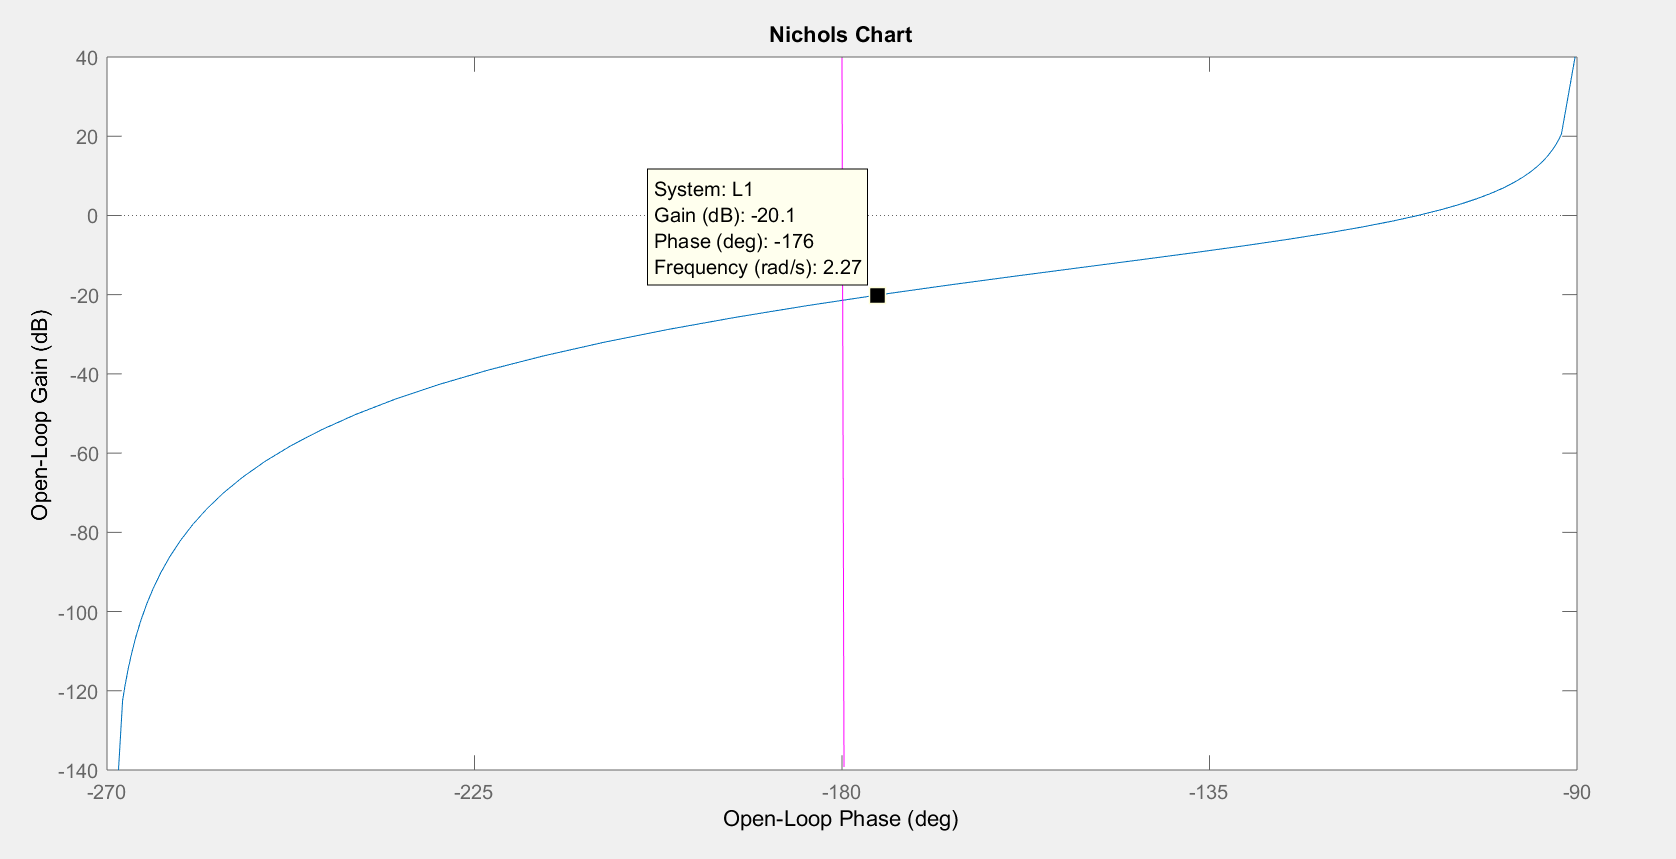 Nichols Chart
40
20
0
-20
-40
-60
-80
-100
-120
-140
Open-Loop Gain (dB)
System: L1
Gain (dB): -20.1
Phase (deg): -176
Frequency (rad/s): 2.27
-270
-225
-180
-135
-90
Open-Loop Phase (deg)